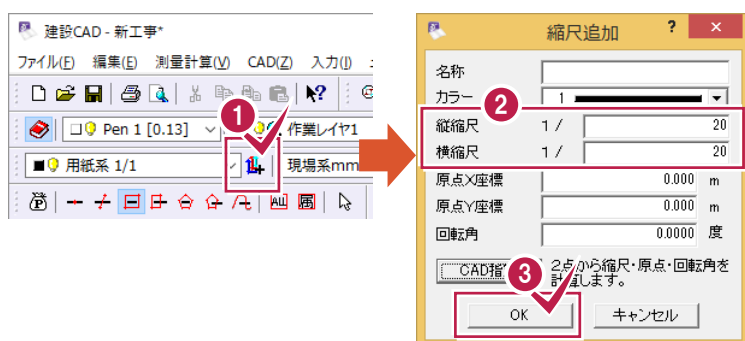 建設CAD - 新工事*
ファイル(F) 編集(E) 測量計算(V) CAD(Z) 入力(I)
Pen 1 [0.13] 作業レイヤ1
1
用紙系 1/1 現場系mm
ALL 属
縮尺追加 ? ×
名称
カラー 1
2
縦縮尺 1 / 20
横縮尺 1 / 20
原点X座標 0.000 m
原点Y座標 0.000 m
回転角 0.0000 度
CAD指 2点から縮尺・原点・回転角を
計算します。
3
OK キャンセル